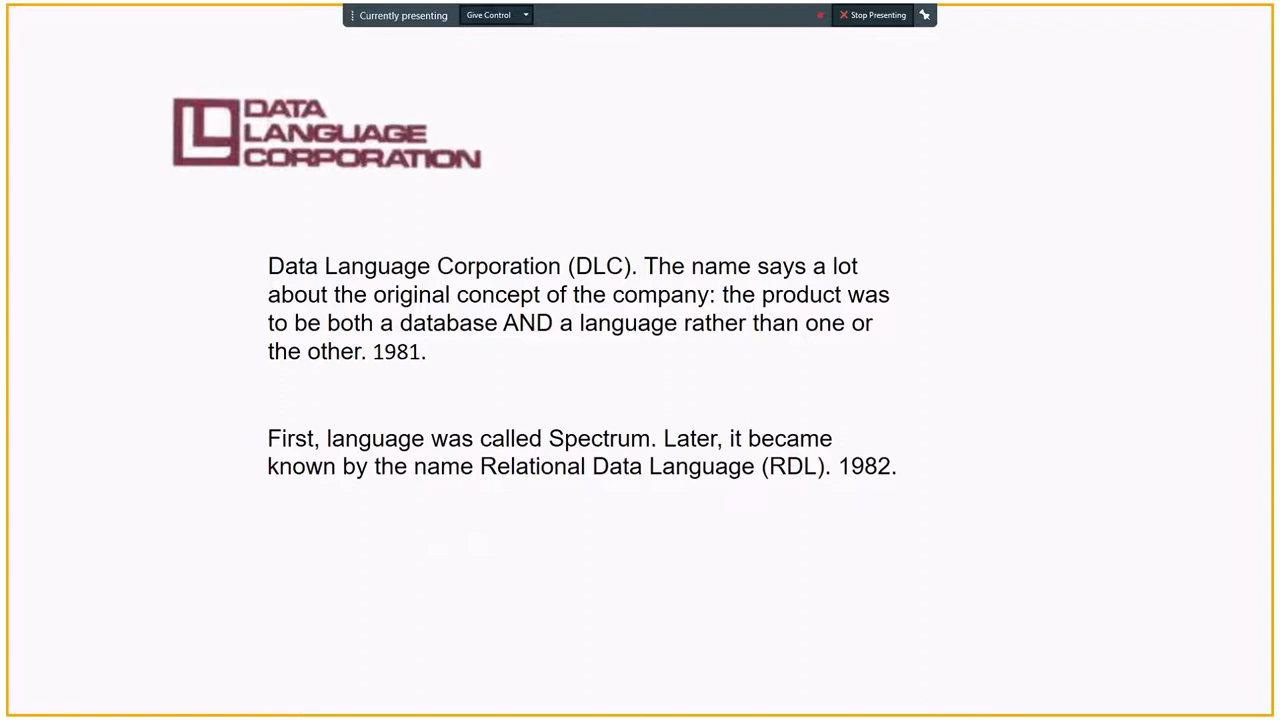 Currently presenting
Give Control
Stop Presenting
DATA
LANGUAGE
CORPORATION
Data Language Corporation (DLC). The name says a lot
about the original concept of the company: the product was
to be both a database AND a language rather than one or
the other. 1981.
First, language was called Spectrum. Later, it became
known by the name Relational Data Language (RDL). 1982.